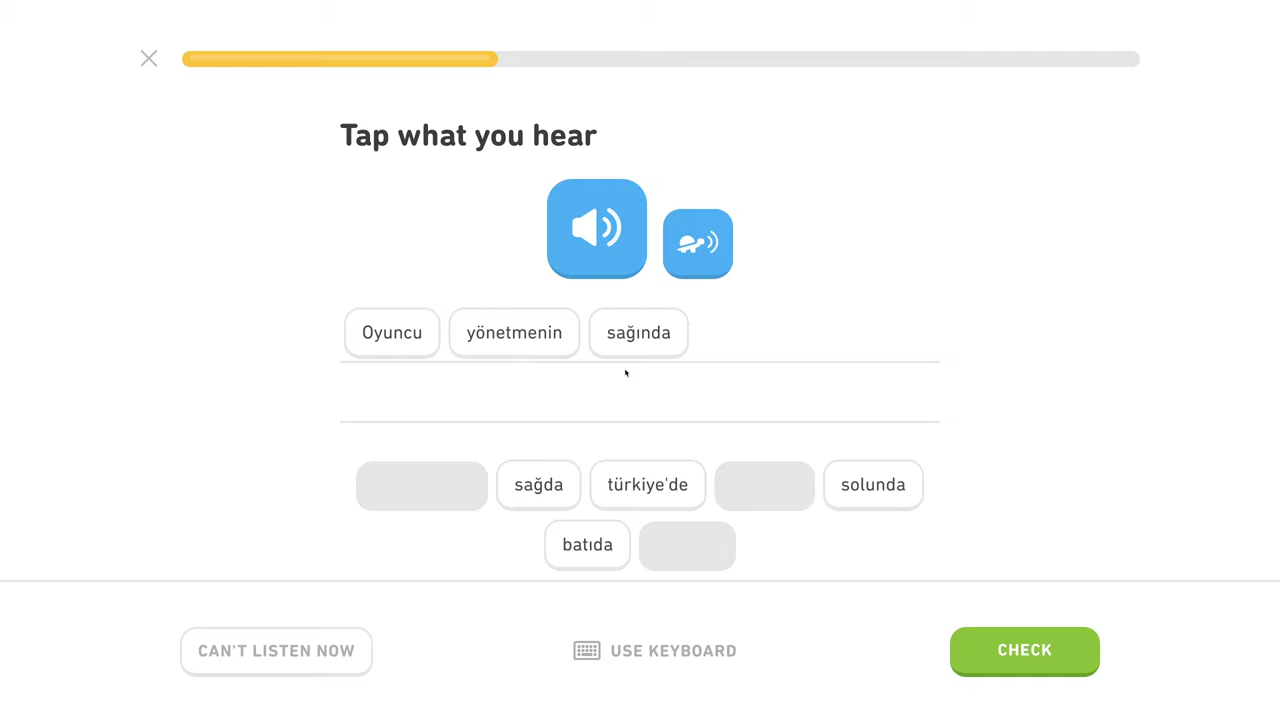 Tap what you hear
Oyuncu yönetmenin sağında
sağda türkiye'de solunda
batıda
CAN'T LISTEN NOW USE KEYBOARD CHECK